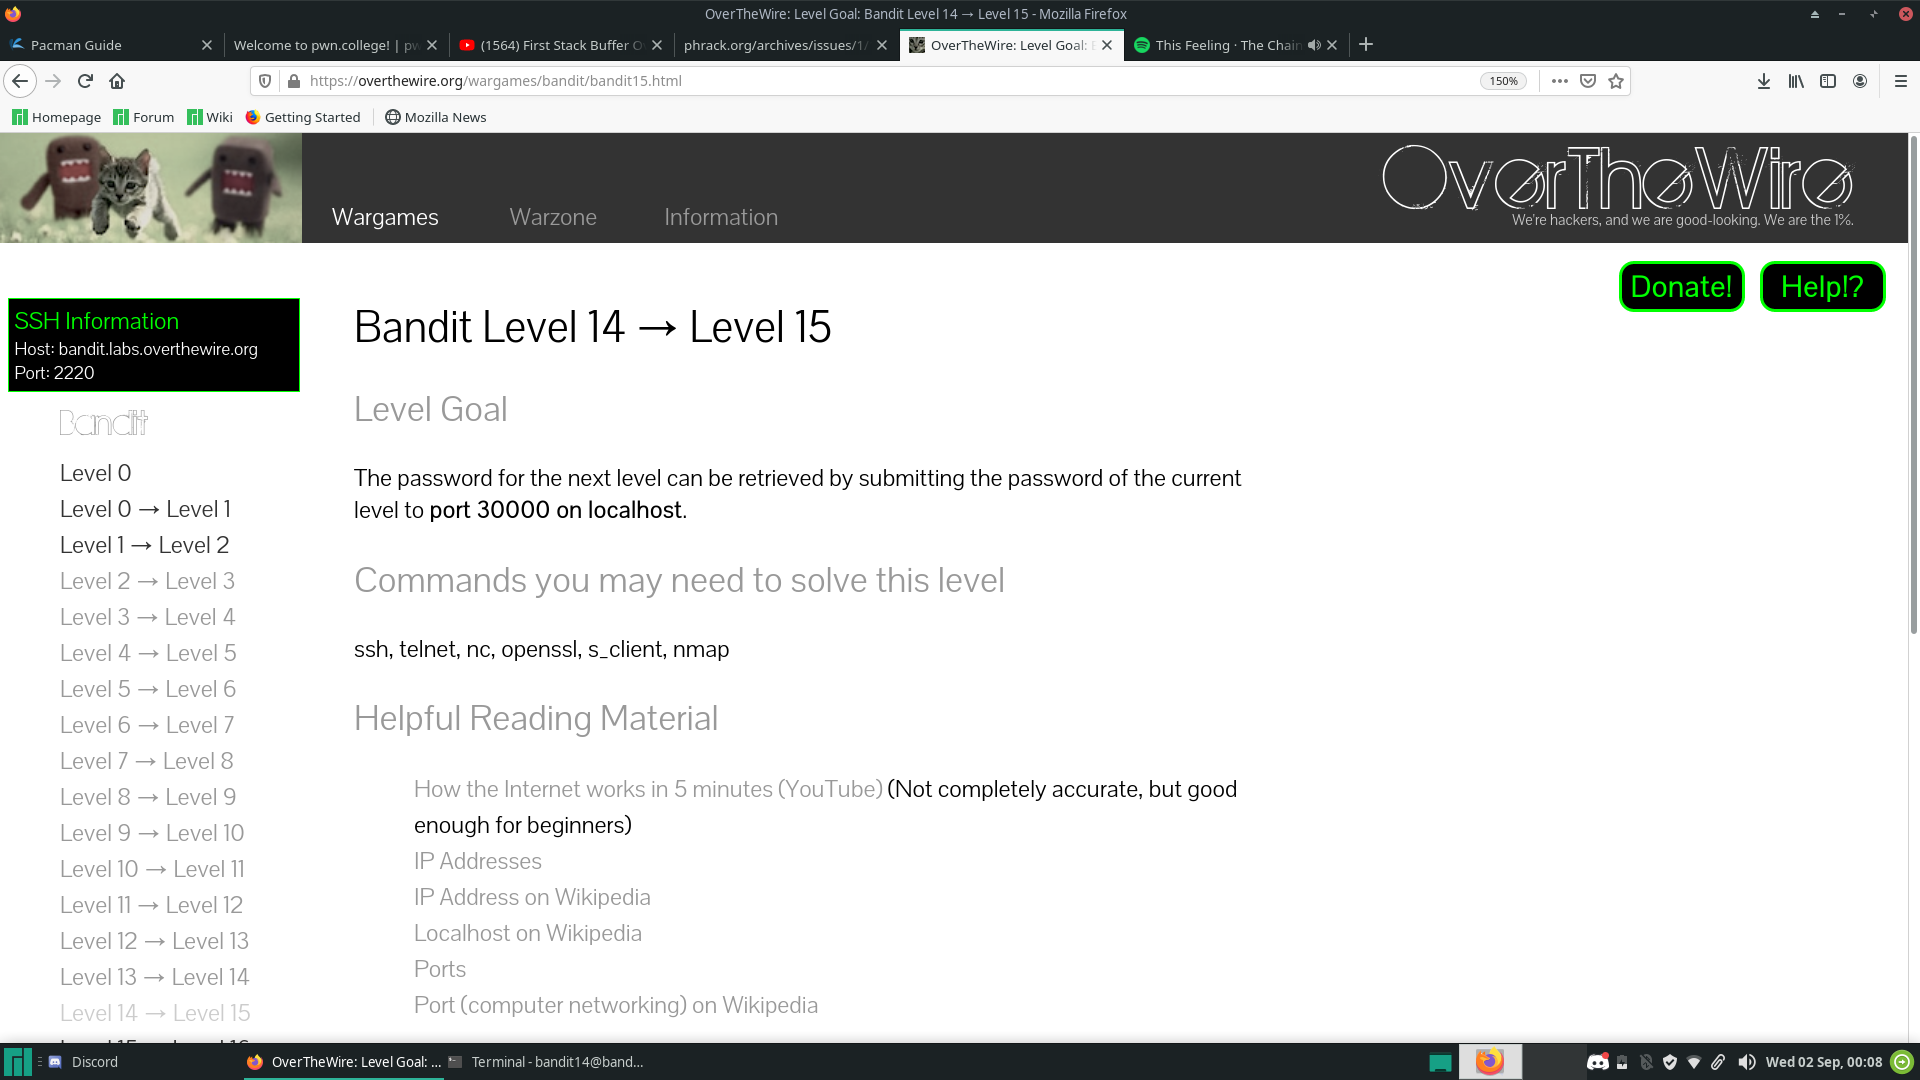 OverTheWire: Level Goal: Bandit Level 14 → Level 15 - Mozilla Firefox
Pacman Guide
Welcome to pwn.college! | pw
(1564) First Stack Buffer O
phrack.org/archives/issues/1
OverTheWire: Level Goal:
This Feeling · The Chain
https://overthewire.org/wargames/bandit/bandit15.html
150%
Homepage
Forum
Wiki
Getting Started
Mozilla News
Wargames
Warzone
Information
OverTheWire
We're hackers, and we are good-looking. We are the 1%.
Donate!
Help!?
SSH Information
Host: bandit.labs.overthewire.org
Port: 2220
Bandit
Level 0
Level 0 → Level 1
Level 1 → Level 2
Level 2 → Level 3
Level 3 → Level 4
Level 4 → Level 5
Level 5 → Level 6
Level 6 → Level 7
Level 7 → Level 8
Level 8 → Level 9
Level 9 → Level 10
Level 10 → Level 11
Level 11 → Level 12
Level 12 → Level 13
Level 13 → Level 14
Level 14 → Level 15
Bandit Level 14 → Level 15
Level Goal
The password for the next level can be retrieved by submitting the password of the current
level to port 30000 on localhost.
Commands you may need to solve this level
ssh, telnet, nc, openssl, s_client, nmap
Helpful Reading Material
How the Internet works in 5 minutes (YouTube) (Not completely accurate, but good
enough for beginners)
IP Addresses
IP Address on Wikipedia
Localhost on Wikipedia
Ports
Port (computer networking) on Wikipedia
Discord
OverTheWire: Level Goal: ...
Terminal - bandit14@band...
Wed 02 Sep, 00:08